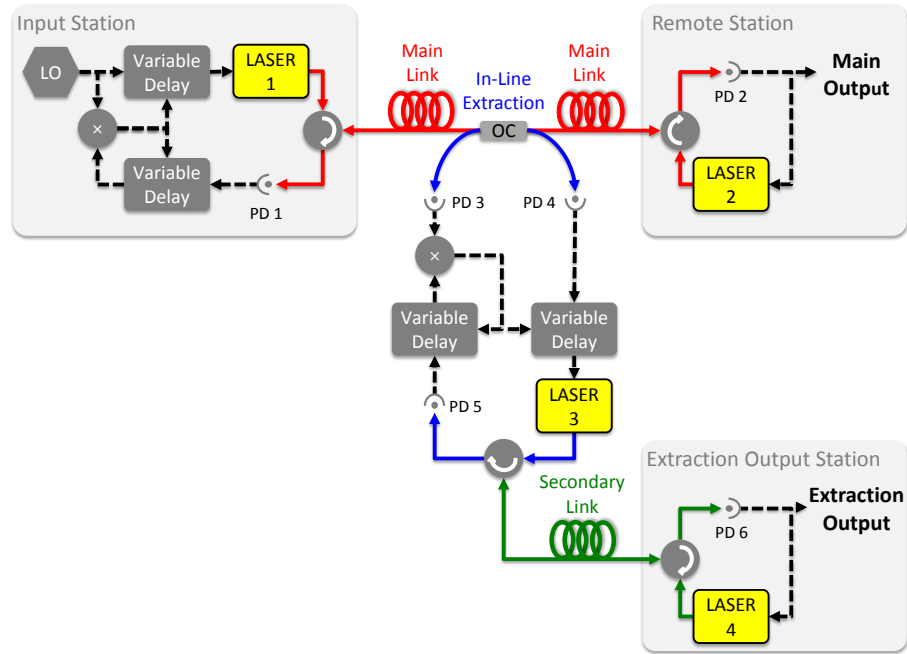 Input Station
LO
Variable
Delay
LASER
1
×
Variable
Delay
PD 1
Main
Link
In-Line
Extraction
OC
Main
Link
Remote Station
PD 2
Main
Output
LASER
2
PD 3
PD 4
×
Variable
Delay
Variable
Delay
PD 5
LASER
3
Secondary
Link
Extraction Output Station
PD 6
Extraction
Output
LASER
4